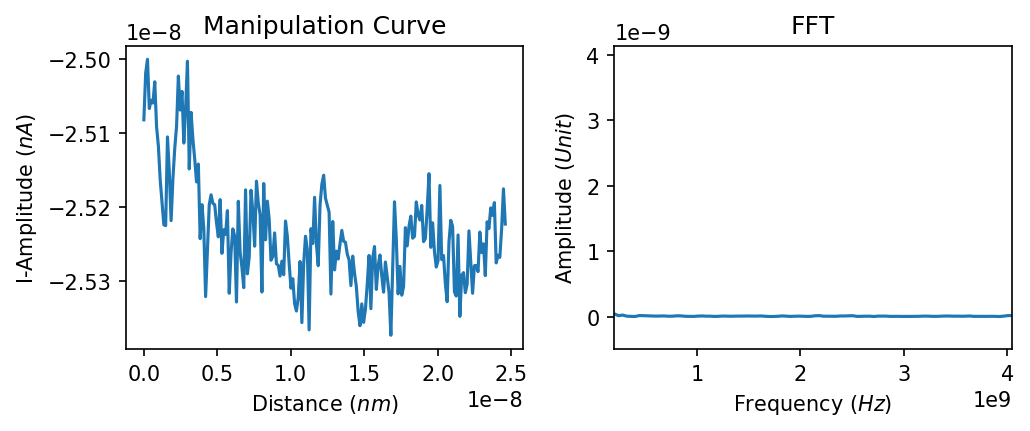 Manipulation Curve
1e−8
−2.50
−2.51
−2.52
−2.53
I-Amplitude (nA)
0.0 0.5 1.0 1.5 2.0 2.5
Distance (nm)
1e−8
FFT
1e−9
4
3
2
1
0
Amplitude (Unit)
1 2 3 4
Frequency (Hz)
1e9